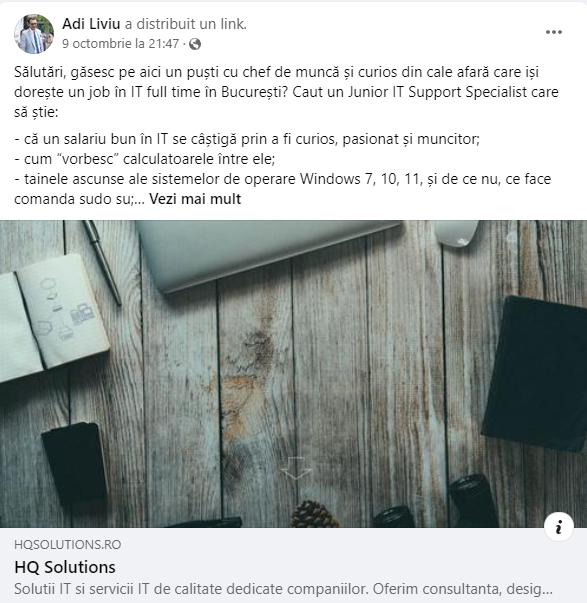 Adi Liviu a distribuit un link.
9 octombrie la 21:47 ·
Sălutări, găsesc pe aici un puști cu chef de muncă și curios din cale afară care iși
dorește un job în IT full time în București? Caut un Junior IT Support Specialist care
să știe:
- că un salariu bun în IT se câștigă prin a fi curios, pasionat și muncitor;
- cum “vorbesc” calculatoarele între ele;
- tainele ascunse ale sistemelor de operare Windows 7, 10, 11, și de ce nu, ce face
comanda sudo su;... Vezi mai mult
HQSOLUTIONS.RO
HQ Solutions
Solutii IT si servicii IT de calitate dedicate companiilor. Oferim consultanta, desig...